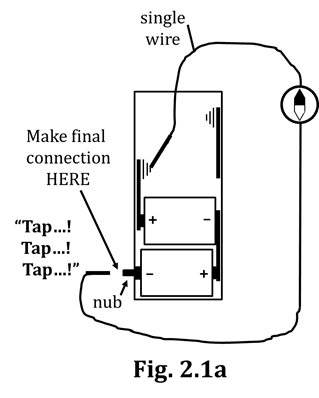 single
wire
Make final
connection
HERE
“Tap…!
Tap…!
Tap…!”
+ −
− +
nub
Fig. 2.1a